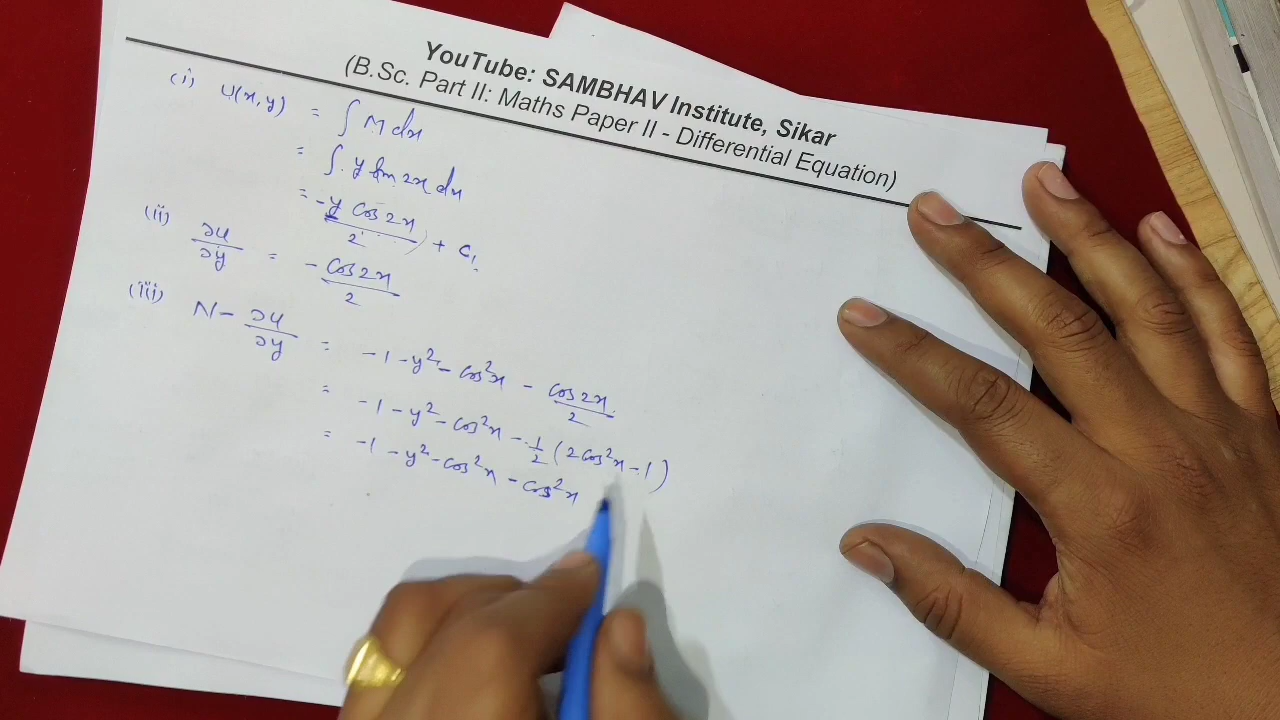 YouTube: SAMBHAV Institute, Sikar
(B.Sc. Part II: Maths Paper II - Differential Equation)
(i) U(x,y) = ∫ M dx
= ∫ y sin 2x dx
= -y cos 2x / 2 + c₁
(ii) ∂u/∂y = - cos 2x / 2
(iii) N - ∂u/∂y = -1 - y² - cos²x - cos 2x / 2
= -1 - y² - cos²x - 1/2 (2cos²x - 1)
= -1 - y² - cos²x - cos²x